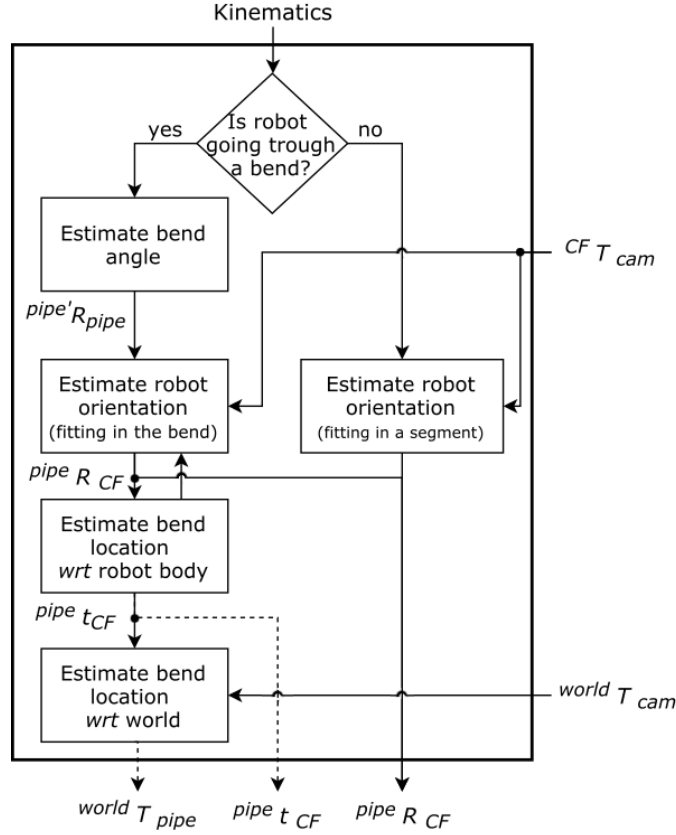 Kinematics
yes
Is robot
going trough
a bend?
no
Estimate bend
angle
CF T cam
pipe' R pipe
Estimate robot
orientation
(fitting in the bend)
Estimate robot
orientation
(fitting in a segment)
pipe R CF
Estimate bend
location
wrt robot body
pipe t CF
Estimate bend
location
wrt world
world T cam
world T pipe
pipe t CF
pipe R CF